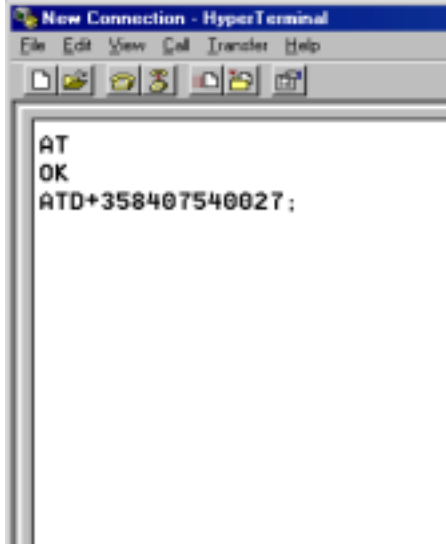 New Connection - HyperTerminal
File Edit View Call Transfer Help
AT
OK
ATD+358407540027;